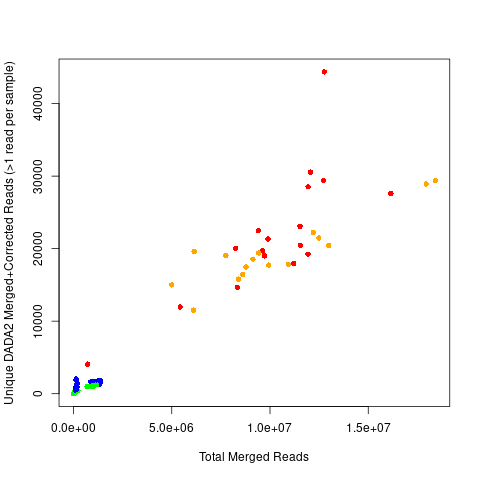 Unique DADA2 Merged+Corrected Reads (>1 read per sample)
40000
30000
20000
10000
0
0.0e+00 5.0e+06 1.0e+07 1.5e+07
Total Merged Reads